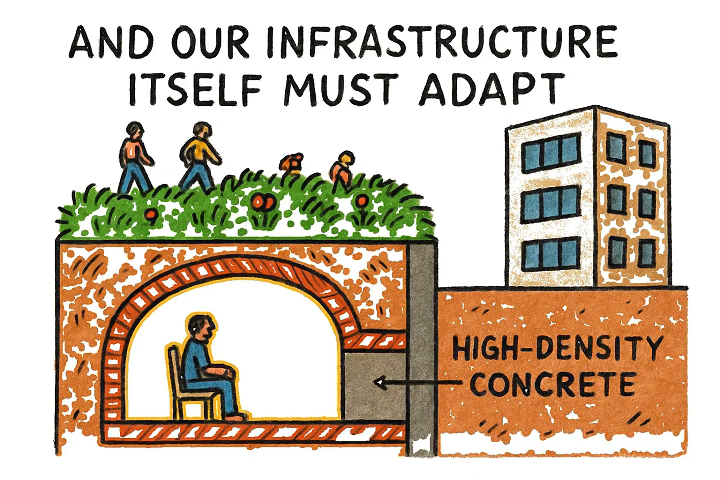 AND OUR INFRASTRUCTURE
ITSELF MUST ADAPT
HIGH-DENSITY
CONCRETE